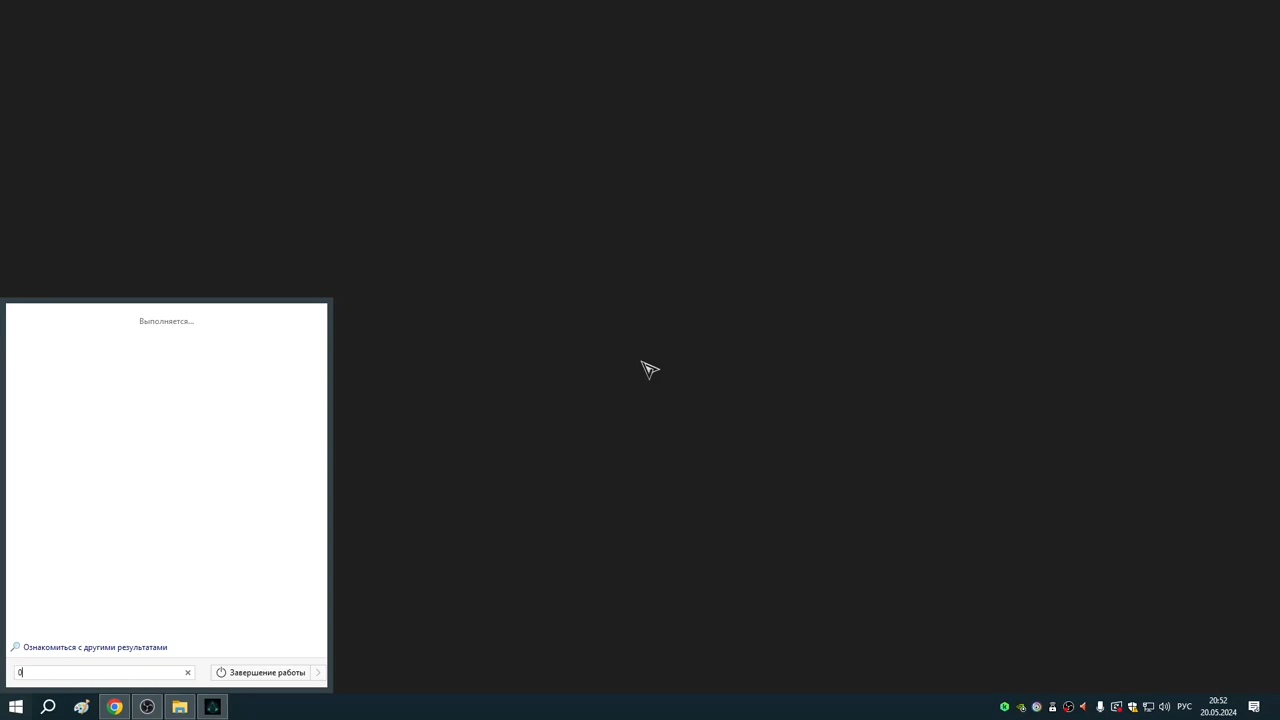 Выполняется...
Ознакомиться с другими результатами
0
Завершение работы
РУС
20:52
20.05.2024